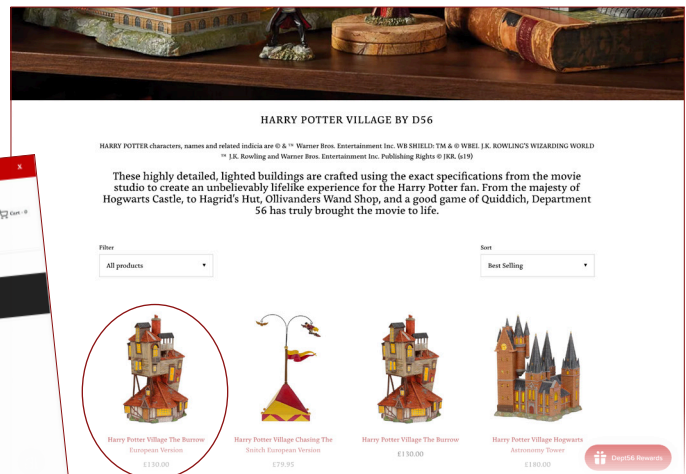 HARRY POTTER VILLAGE BY D56
HARRY POTTER characters, names and related indicia are © & ™ Warner Bros. Entertainment Inc. WB SHIELD: TM & © WBEI. J.K. ROWLING'S WIZARDING WORLD
™ J.K. Rowling and Warner Bros. Entertainment Inc. Publishing Rights © JKR. (s19)
These highly detailed, lighted buildings are crafted using the exact specifications from the movie
studio to create an unbelievably lifelike experience for the Harry Potter fan. From the majesty of
Hogwarts Castle, to Hagrid's Hut, Ollivanders Wand Shop, and a good game of Quiddich, Department
56 has truly brought the movie to life.
X
Cart · 0
Filter
Sort
All products
Best Selling
Harry Potter Village The Burrow
European Version
£130.00
Harry Potter Village Chasing The
Snitch European Version
£79.95
Harry Potter Village The Burrow
£130.00
Harry Potter Village Hogwarts
Astronomy Tower
£180.00
Dept56 Rewards